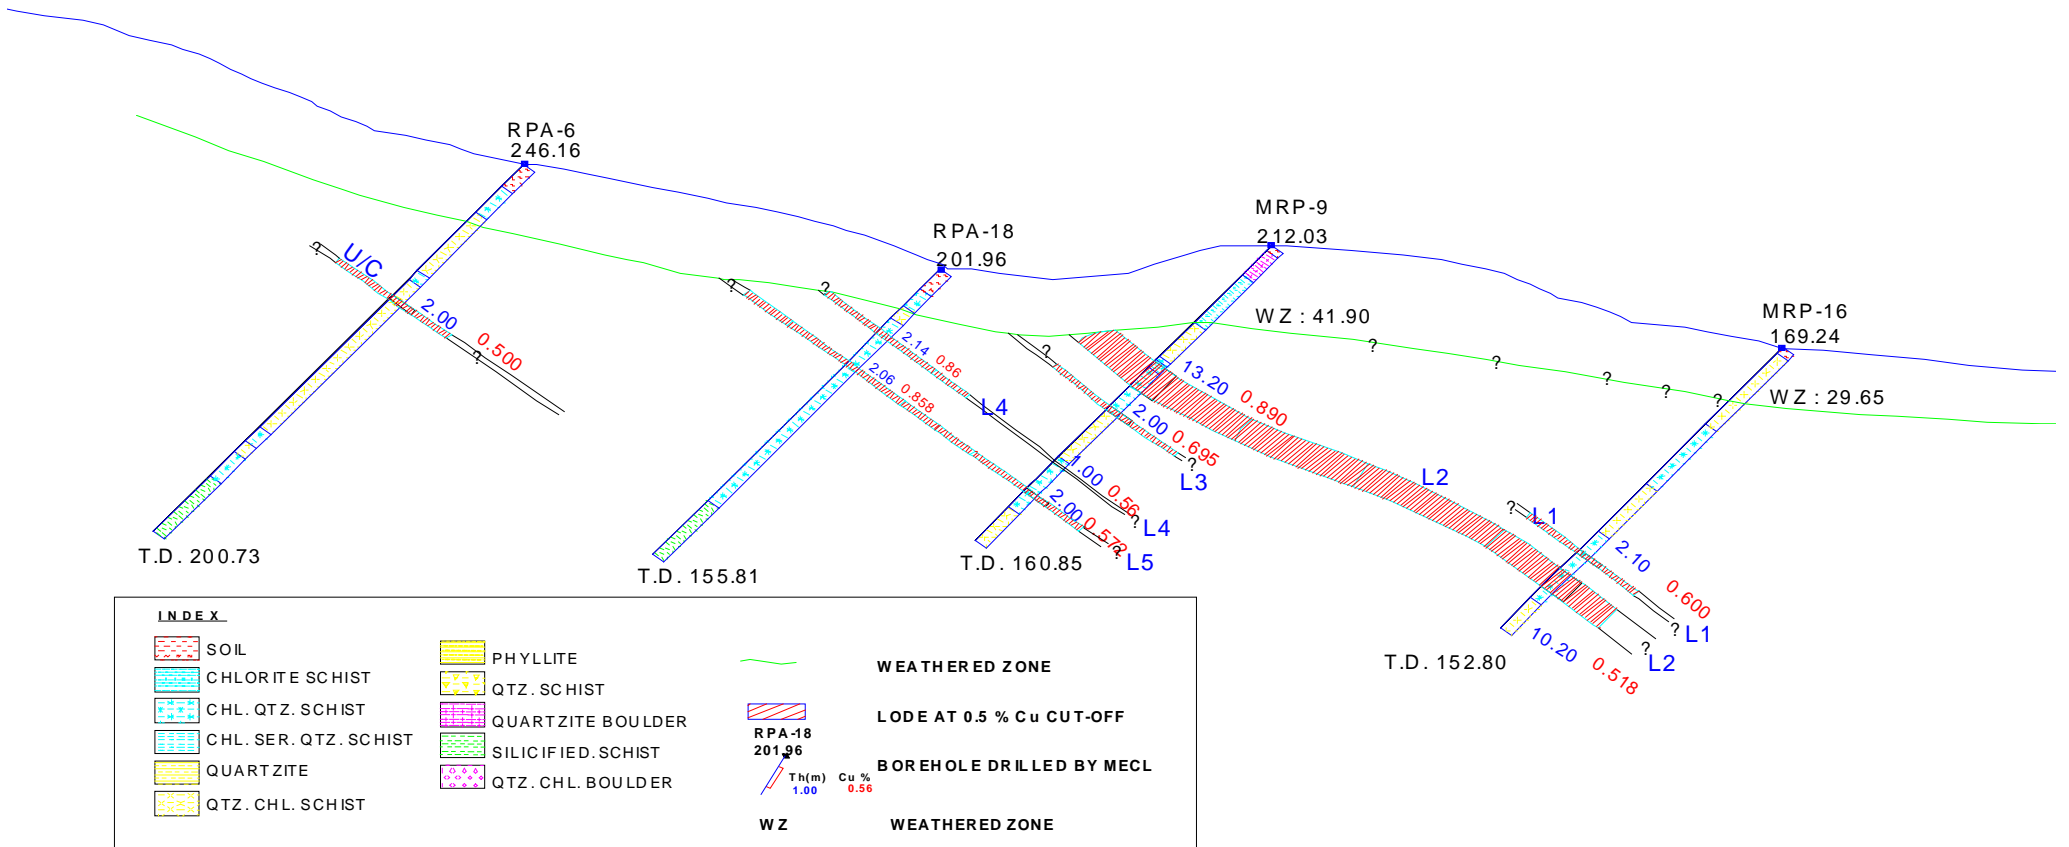 RPA-6
246.16
RPA-18
201.96
MRP-9
212.03
MRP-16
169.24
WZ : 41.90
WZ : 29.65
?
U/C
2.00
0.500
?
?
?
2.14
0.86
2.06
0.858
L4
?
13.20
0.890
2.00
0.695
?
L3
1.00
0.56
?
L4
2.00
0.572
?
L5
L2
?
?
?
?
?
?
L1
2.10
0.600
?
L1
?
L2
10.20
0.518
T.D. 200.73
T.D. 155.81
T.D. 160.85
T.D. 152.80
INDEX
SOIL
CHLORITE SCHIST
CHL. QTZ. SCHIST
CHL. SER. QTZ. SCHIST
QUARTZITE
QTZ. CHL. SCHIST
PHYLLITE
QTZ. SCHIST
QUARTZITE BOULDER
SILICIFIED. SCHIST
QTZ. CHL. BOULDER
WEATHERED ZONE
LODE AT 0.5 % Cu CUT-OFF
RPA-18
201.96
BOREHOLE DRILLED BY MECL
Th(m) Cu %
1.00 0.56
WZ WEATHERED ZONE